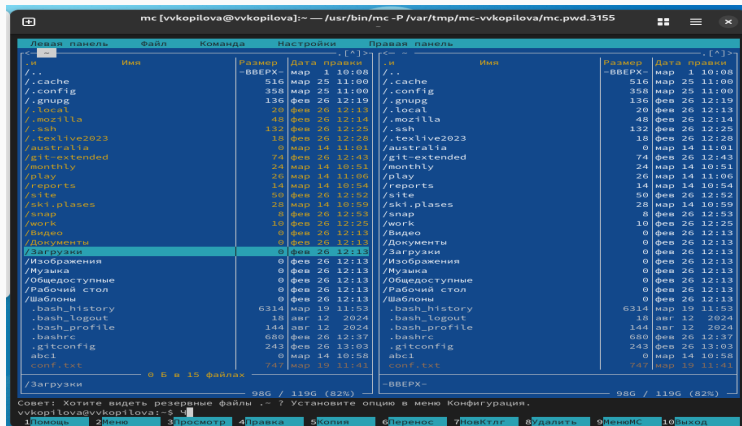 mc [vvkopilova@vvkopilova]:~ — /usr/bin/mc -P /var/tmp/mc-vvkopilova/mc.pwd.3155
Левая панель Файл Команда Настройки Правая панель
<— ~ .[^]> <— ~ .[^]>
.и Имя Размер Дата правки .и Имя Размер Дата правки
/.. -ВВЕРХ- мар 1 10:08 /.. -ВВЕРХ- мар 1 10:08
/.cache 516 мар 25 11:00 /.cache 516 мар 25 11:00
/.config 358 мар 25 11:00 /.config 358 мар 25 11:00
/.gnupg 136 фев 26 12:19 /.gnupg 136 фев 26 12:19
/.local 20 фев 26 12:13 /.local 20 фев 26 12:13
/.mozilla 48 фев 26 12:14 /.mozilla 48 фев 26 12:14
/.ssh 132 фев 26 12:25 /.ssh 132 фев 26 12:25
/.texlive2023 18 фев 26 12:28 /.texlive2023 18 фев 26 12:28
/australia 0 мар 14 11:01 /australia 0 мар 14 11:01
/git-extended 74 фев 26 12:43 /git-extended 74 фев 26 12:43
/monthly 24 мар 14 10:51 /monthly 24 мар 14 10:51
/play 26 мар 14 11:06 /play 26 мар 14 11:06
/reports 14 мар 14 10:54 /reports 14 мар 14 10:54
/site 50 фев 26 12:52 /site 50 фев 26 12:52
/ski.plases 28 мар 14 10:59 /ski.plases 28 мар 14 10:59
/snap 8 фев 26 12:53 /snap 8 фев 26 12:53
/work 10 фев 26 12:25 /work 10 фев 26 12:25
/Видео 0 фев 26 12:13 /Видео 0 фев 26 12:13
/Документы 0 фев 26 12:13 /Документы 0 фев 26 12:13
/Загрузки 0 фев 26 12:13 /Загрузки 0 фев 26 12:13
/Изображения 0 фев 26 12:13 /Изображения 0 фев 26 12:13
/Музыка 0 фев 26 12:13 /Музыка 0 фев 26 12:13
/Общедоступные 0 фев 26 12:13 /Общедоступные 0 фев 26 12:13
/Рабочий стол 0 фев 26 12:13 /Рабочий стол 0 фев 26 12:13
/Шаблоны 0 фев 26 12:13 /Шаблоны 0 фев 26 12:13
.bash_history 6314 мар 19 11:53 .bash_history 6314 мар 19 11:53
.bash_logout 18 авг 12 2024 .bash_logout 18 авг 12 2024
.bash_profile 144 авг 12 2024 .bash_profile 144 авг 12 2024
.bashrc 680 фев 26 12:37 .bashrc 680 фев 26 12:37
.gitconfig 243 фев 26 13:03 .gitconfig 243 фев 26 13:03
abc1 0 мар 14 10:58 abc1 0 мар 14 10:58
conf.txt 747 мар 19 11:41 conf.txt 747 мар 19 11:41
0 Б в 15 файлах
/Загрузки -ВВЕРХ-
98G / 119G (82%) 98G / 119G (82%)
Совет: Хотите видеть резервные файлы .~ ? Установите опцию в меню Конфигурация.
vvkopilova@vvkopilova:~$ Ч
1Помощь 2Меню 3Просмотр 4Правка 5Копия 6Перенос 7НовКтлг 8Удалить 9МенюМС 10Выход